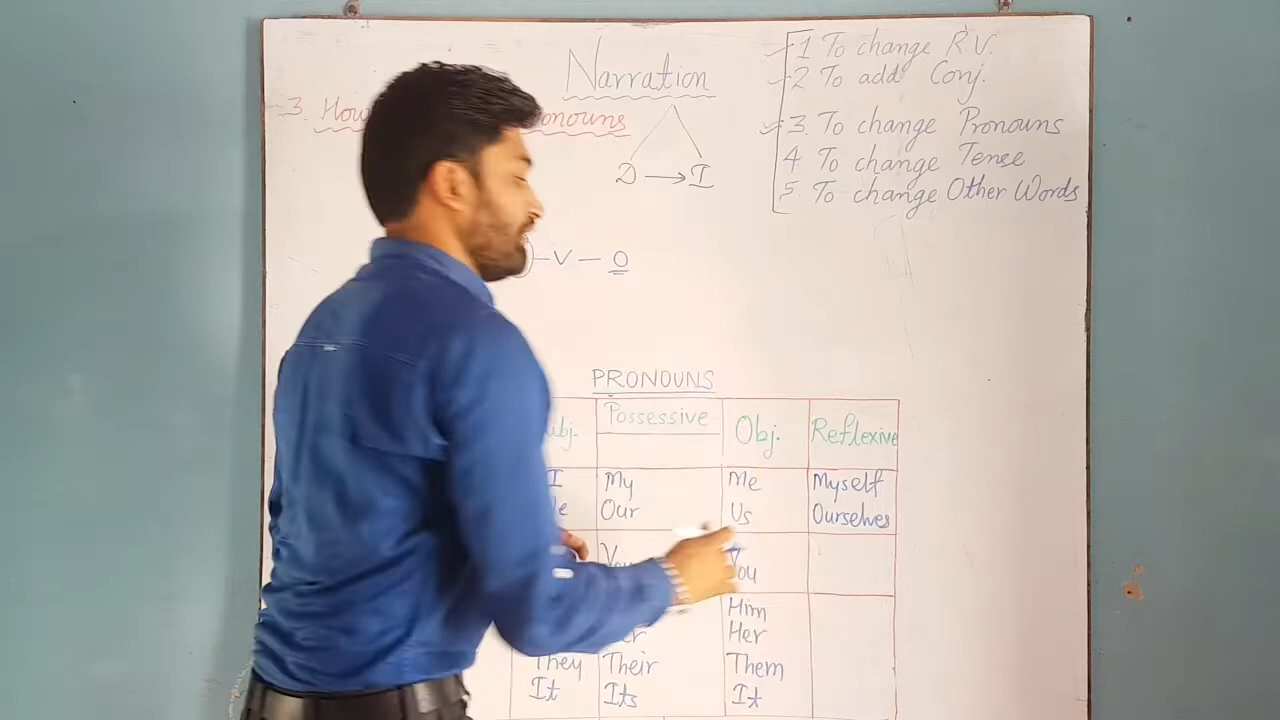 Narration
3. How
onouns
D → I
V — O
1 To change R.V.
2 To add Conj.
3. To change Pronouns
4 To change Tense
5. To change Other Words
PRONOUNS
Possessive Obj. Reflexive
I My Me Myself
Our Us Ourselves
You
Him
Her
They Their Them
It Its It